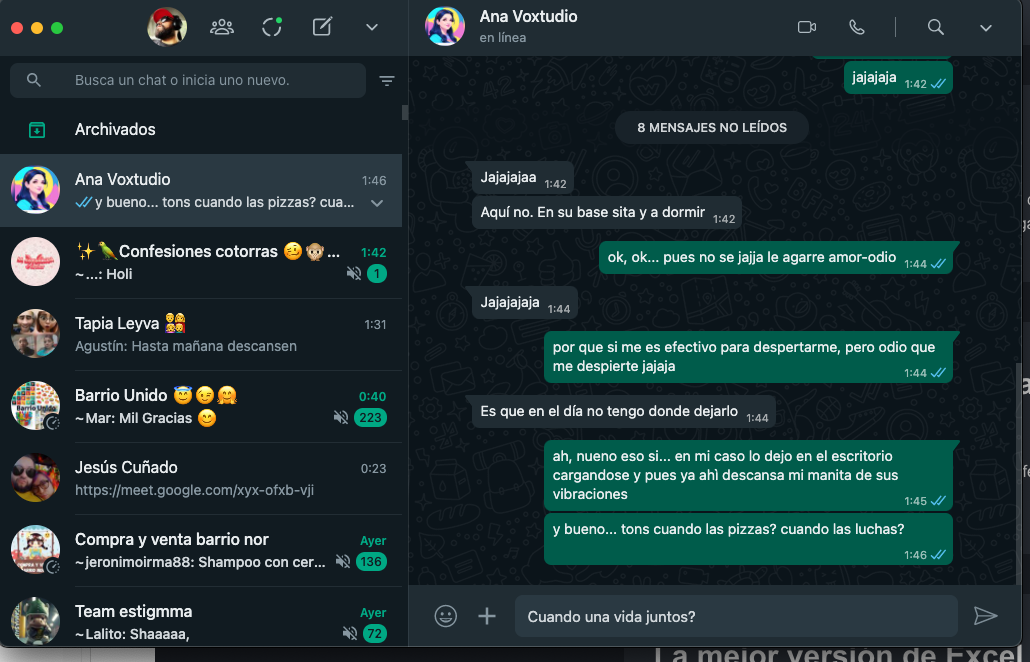 Ana Voxtudio
en línea
Busca un chat o inicia uno nuevo.
Archivados
Ana Voxtudio
1:46
y bueno... tons cuando las pizzas? cua...
✨🦜Confesiones cotorras 🥴🙊...
1:42
~...: Holi
1
Tapia Leyva 👨‍👩‍👧‍👦
1:31
Agustín: Hasta mañana descansen
Barrio Unido 😇😉🤗
0:40
~Mar: Mil Gracias 😊
223
Barrio Unido
Jesús Cuñado
0:23
https://meet.google.com/xyx-ofxb-vji
Compra y venta barrio nor
Ayer
~jeronimoirma88: Shampoo con cer...
136
Team estigmma
Ayer
~Lalito: Shaaaaa,
72
jajajaja
1:42
8 MENSAJES NO LEÍDOS
Jajajajaa
1:42
Aquí no. En su base sita y a dormir
1:42
ok, ok... pues no se jajja le agarre amor-odio
1:44
Jajajajaja
1:44
por que si me es efectivo para despertarme, pero odio que
me despierte jajaja
1:44
Es que en el día no tengo donde dejarlo
1:44
ah, nueno eso si... en mi caso lo dejo en el escritorio
cargandose y pues ya ahì descansa mi manita de sus
vibraciones
1:45
y bueno... tons cuando las pizzas? cuando las luchas?
1:46
Cuando una vida juntos?
La mejor versión de Excel